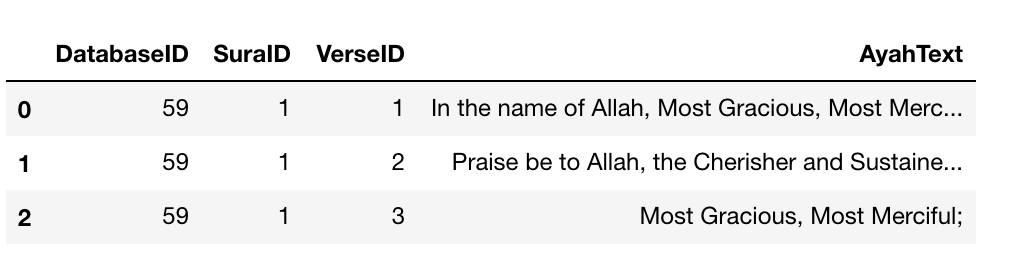 DatabaseID SuraID VerseID AyahText
0 59 1 1 In the name of Allah, Most Gracious, Most Merc...
1 59 1 2 Praise be to Allah, the Cherisher and Sustaine...
2 59 1 3 Most Gracious, Most Merciful;